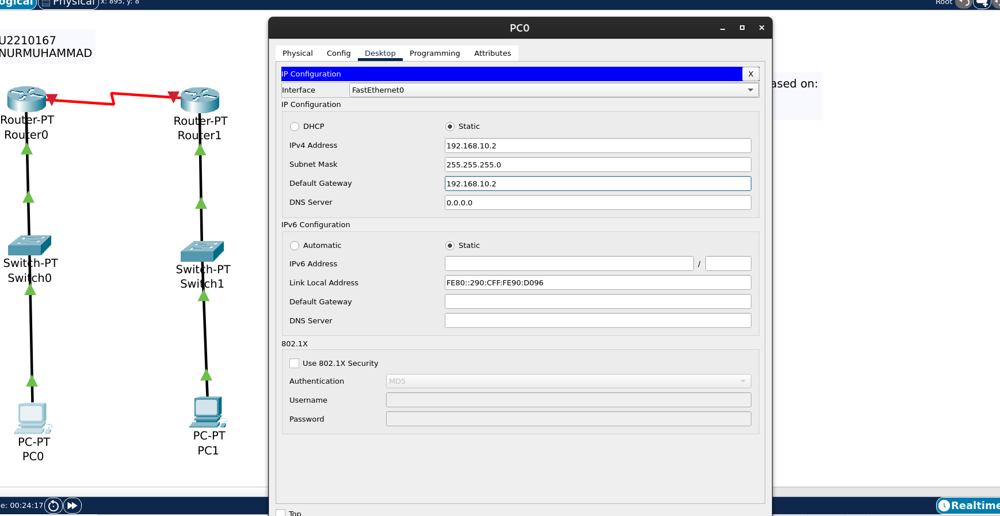 ogical Physical x: 895, y: 8 Root
U2210167
NURMUHAMMAD
Router-PT
Router0
Router-PT
Router1
Switch-PT
Switch0
Switch-PT
Switch1
PC-PT
PC0
PC-PT
PC1
PC0
Physical Config Desktop Programming Attributes
IP Configuration X
Interface FastEthernet0
IP Configuration
DHCP Static
IPv4 Address 192.168.10.2
Subnet Mask 255.255.255.0
Default Gateway 192.168.10.2
DNS Server 0.0.0.0
IPv6 Configuration
Automatic Static
IPv6 Address /
Link Local Address FE80::290:CFF:FE90:D096
Default Gateway
DNS Server
802.1X
Use 802.1X Security
Authentication MD5
Username
Password
Top
ased on:
e: 00:24:17 Realtime